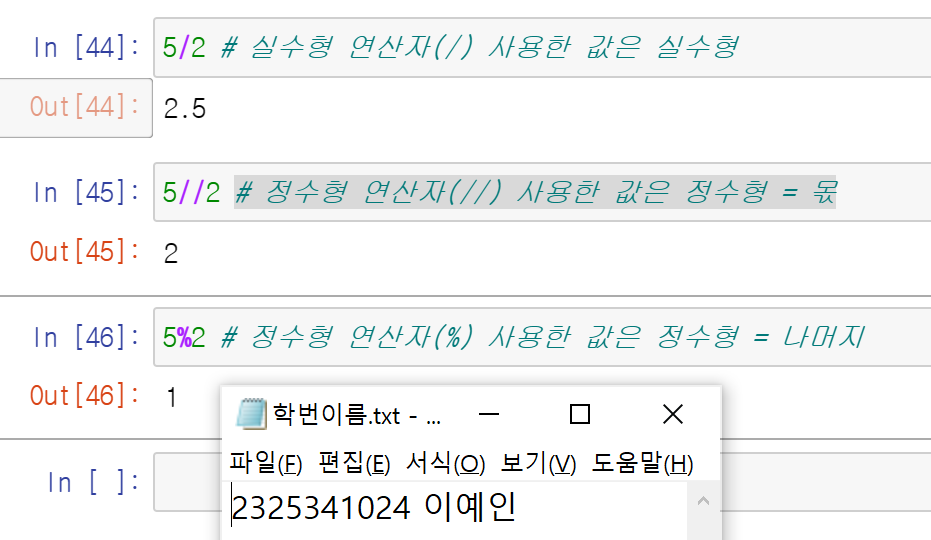 In [44]: 5/2 # 실수형 연산자(/) 사용한 값은 실수형
Out[44]: 2.5
In [45]: 5//2 # 정수형 연산자(//) 사용한 값은 정수형 = 몫
Out[45]: 2
In [46]: 5%2 # 정수형 연산자(%) 사용한 값은 정수형 = 나머지
Out[46]: 1
학번이름.txt - ...
파일(F) 편집(E) 서식(O) 보기(V) 도움말(H)
In [ ]:
2325341024 이예인